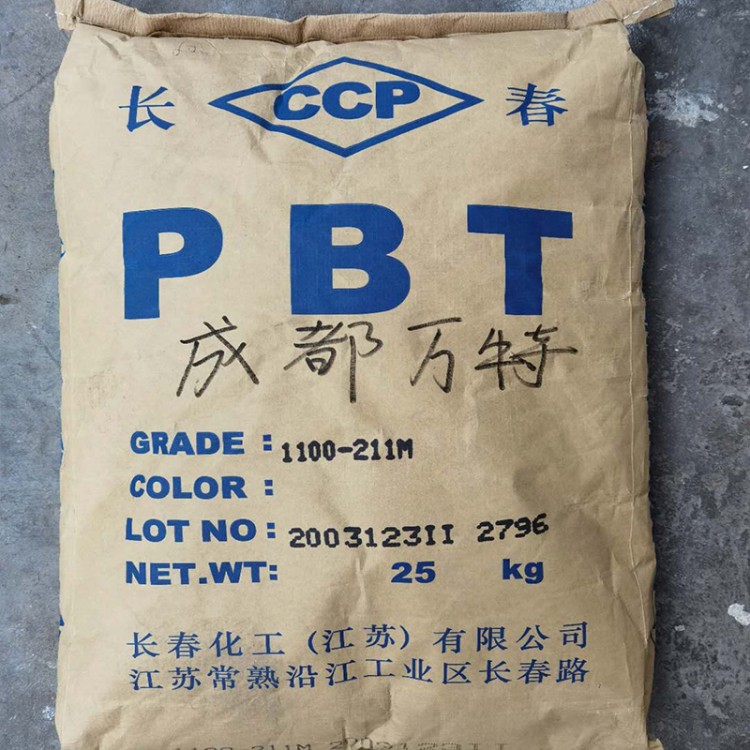 长 CCP 春
PBT
成都万特
GRADE : 1100-211M
COLOR :
LOT NO : 2003123II 2796
NET.WT: 25 kg
长春化工（江苏）有限公司
江苏常熟沿江工业区长春路
1100-211M